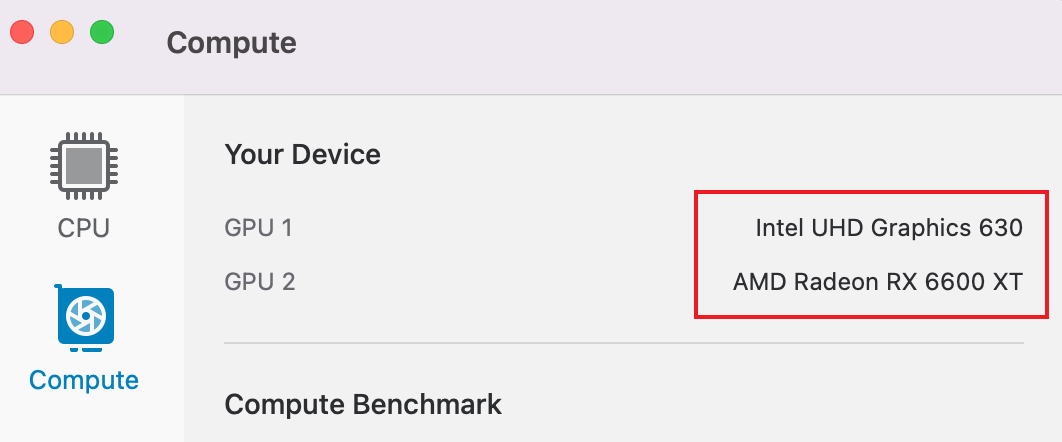 Compute
CPU
Compute
Your Device
GPU 1 Intel UHD Graphics 630
GPU 2 AMD Radeon RX 6600 XT
Compute Benchmark